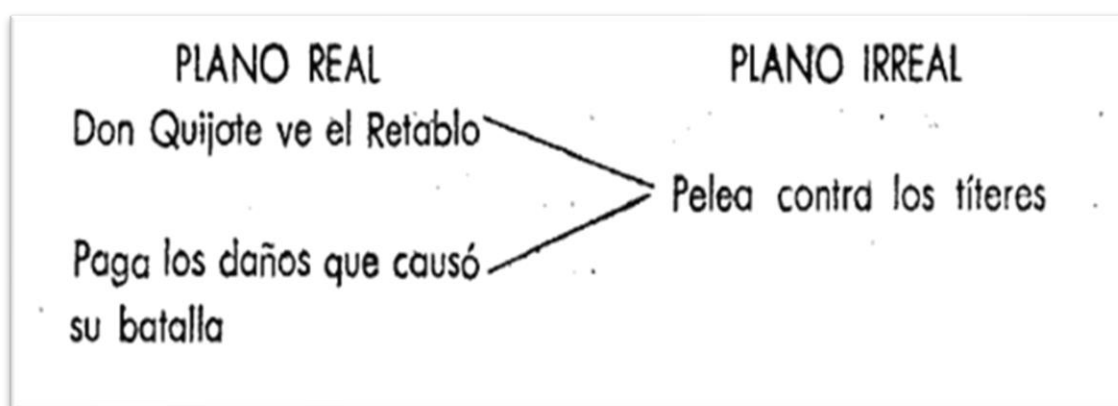 PLANO REAL
PLANO IRREAL
Don Quijote ve el Retablo
Pelea contra los títeres
Paga los daños que causó
su batalla